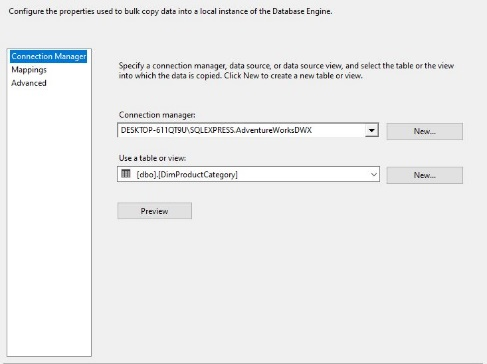 Configure the properties used to bulk copy data into a local instance of the Database Engine.
Connection Manager
Mappings
Advanced
Specify a connection manager, data source, or data source view, and select the table or the view
into which the data is copied. Click New to create a new table or view.
Connection manager:
DESKTOP-611QT9U\SQLEXPRESS.AdventureWorksDWX
New...
Use a table or view:
[dbo].[DimProductCategory]
New...
Preview